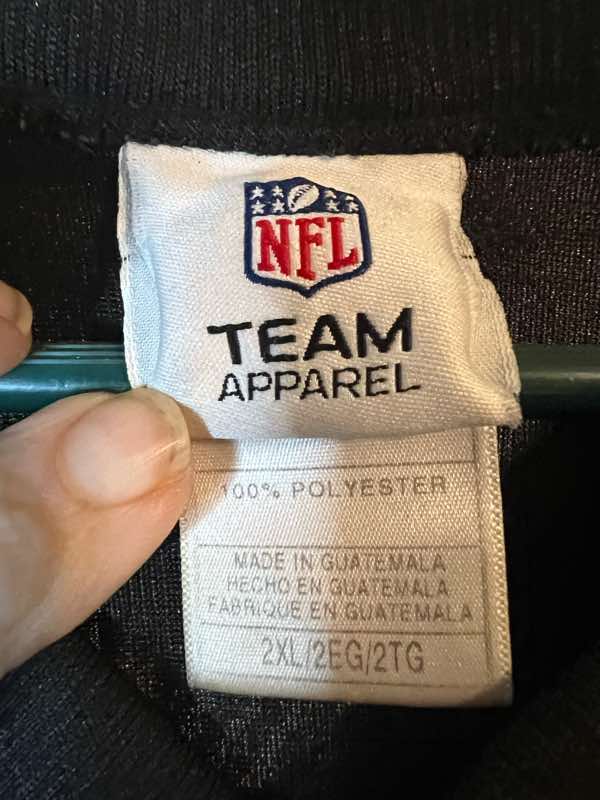 NFL
TEAM
APPAREL
100% POLYESTER
MADE IN GUATEMALA
HECHO EN GUATEMALA
FABRIQUE EN GUATEMALA
2XL/2EG/2TG